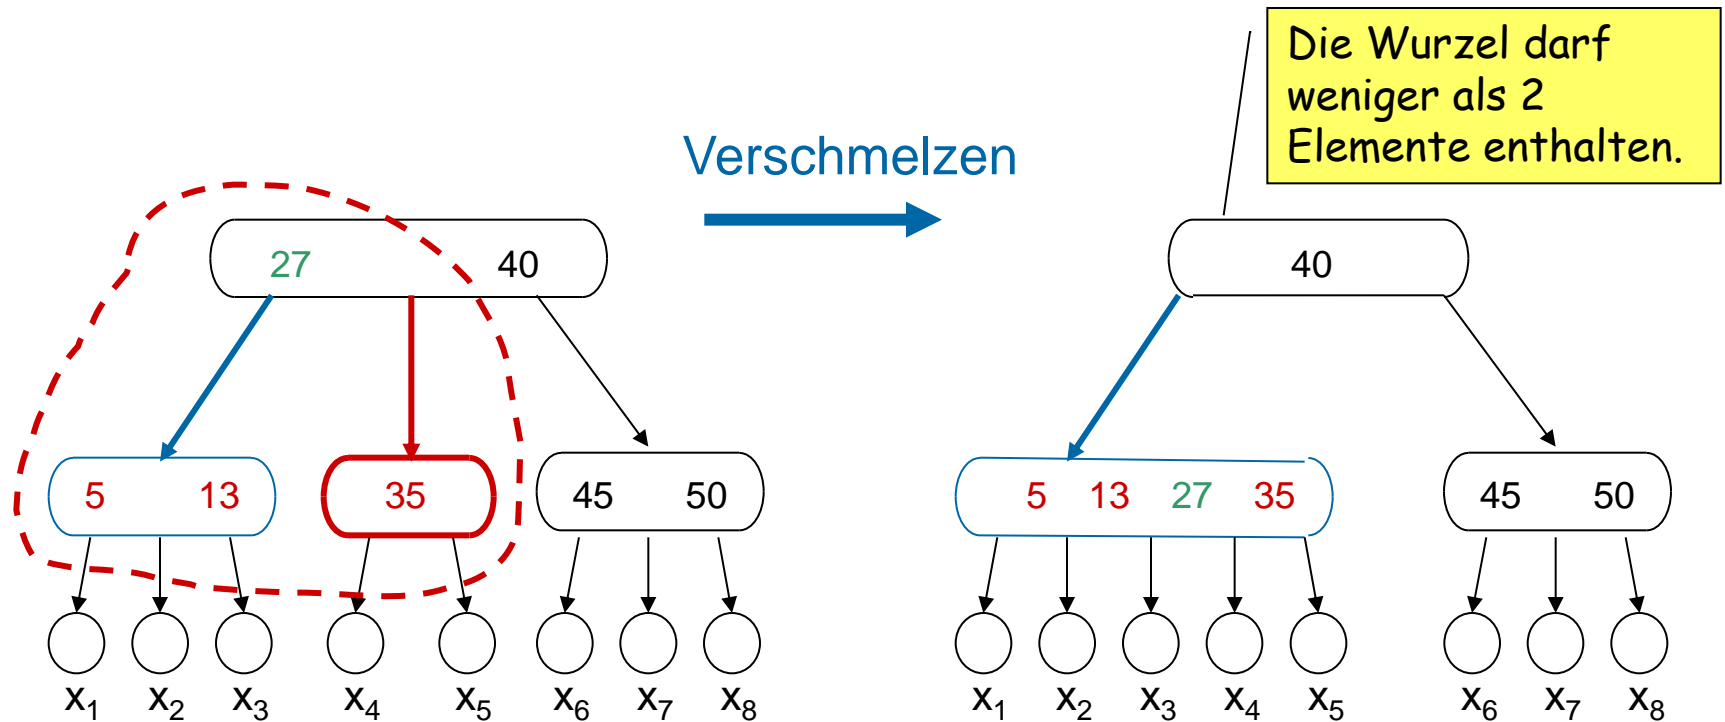 Die Wurzel darf
weniger als 2
Elemente enthalten.
Verschmelzen
27 40
40
5 13 35 45 50
5 13 27 35 45 50
x₁ x₂ x₃ x₄ x₅ x₆ x₇ x₈
x₁ x₂ x₃ x₄ x₅ x₆ x₇ x₈